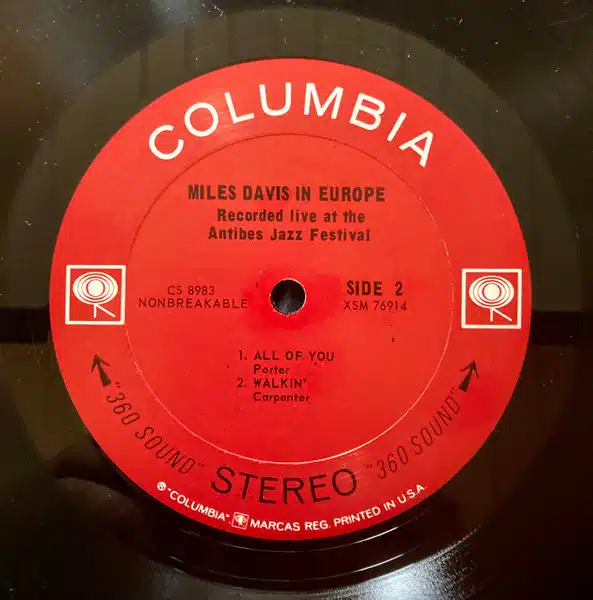 COLUMBIA
MILES DAVIS IN EUROPE
Recorded live at the
Antibes Jazz Festival
CS 8983
NONBREAKABLE
SIDE 2
XSM 76914
1. ALL OF YOU
Porter
2. WALKIN'
Carpenter
"360 SOUND" STEREO "360 SOUND"
® "COLUMBIA", MARCAS REG. PRINTED IN U.S.A.